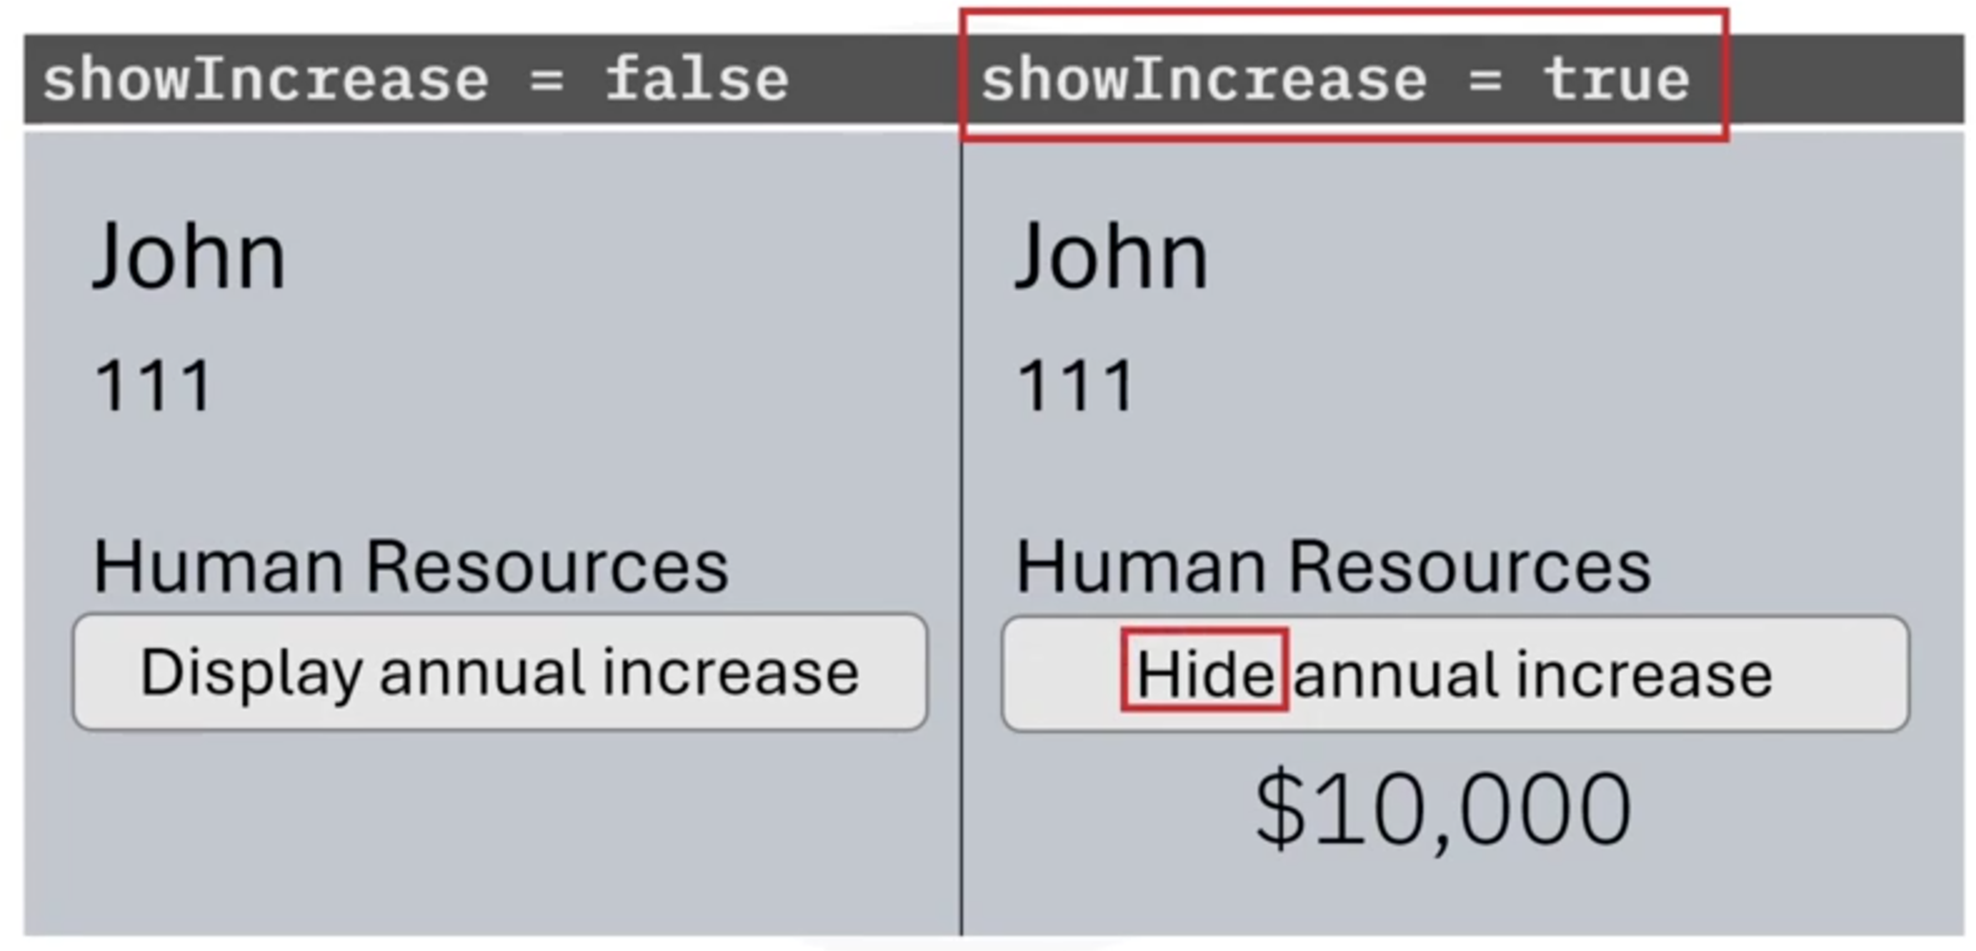 showIncrease = false
showIncrease = true
John
111
Human Resources
Display annual increase
John
111
Human Resources
Hide annual increase
$10,000